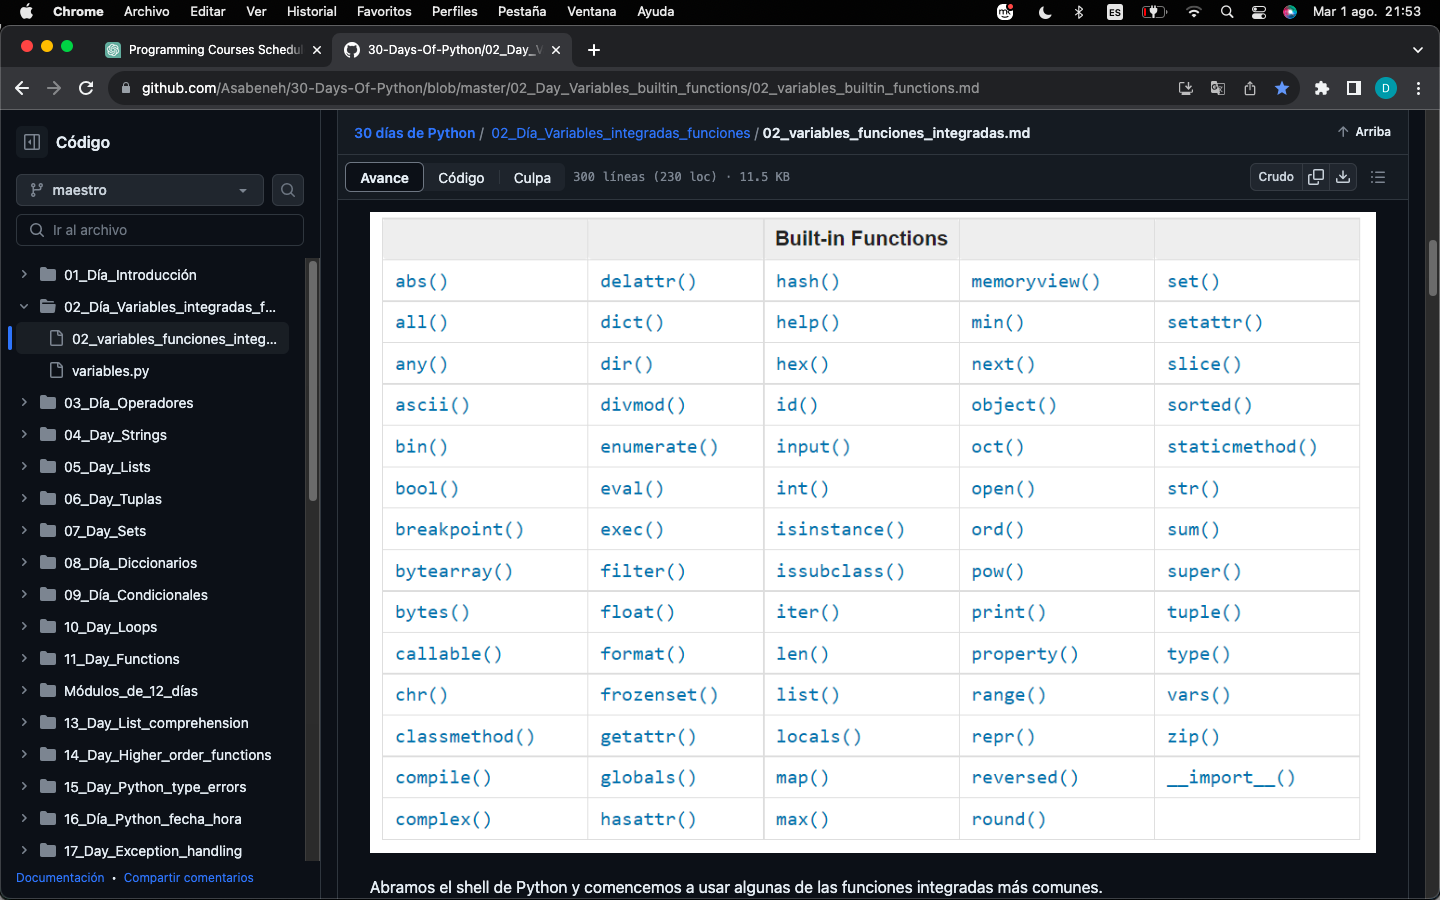 Chrome Archivo Editar Ver Historial Favoritos Perfiles Pestaña Ventana Ayuda ES Mar 1 ago. 21:53
Programming Courses Schedul 30-Days-Of-Python/02_Day_V
github.com/Asabeneh/30-Days-Of-Python/blob/master/02_Day_Variables_builtin_functions/02_variables_builtin_functions.md D
Código
maestro
Ir al archivo
01_Día_Introducción
02_Día_Variables_integradas_f...
02_variables_funciones_integ...
variables.py
03_Día_Operadores
04_Day_Strings
05_Day_Lists
06_Day_Tuplas
07_Day_Sets
08_Día_Diccionarios
09_Día_Condicionales
10_Day_Loops
11_Day_Functions
Módulos_de_12_días
13_Day_List_comprehension
14_Day_Higher_order_functions
15_Day_Python_type_errors
16_Día_Python_fecha_hora
17_Day_Exception_handling
Documentación • Compartir comentarios
30 días de Python / 02_Día_Variables_integradas_funciones / 02_variables_funciones_integradas.md Arriba
Avance Código Culpa 300 líneas (230 loc) · 11.5 KB Crudo
Built-in Functions
abs() delattr() hash() memoryview() set()
all() dict() help() min() setattr()
any() dir() hex() next() slice()
ascii() divmod() id() object() sorted()
bin() enumerate() input() oct() staticmethod()
bool() eval() int() open() str()
breakpoint() exec() isinstance() ord() sum()
bytearray() filter() issubclass() pow() super()
bytes() float() iter() print() tuple()
callable() format() len() property() type()
chr() frozenset() list() range() vars()
classmethod() getattr() locals() repr() zip()
compile() globals() map() reversed() __import__()
complex() hasattr() max() round()
Abramos el shell de Python y comencemos a usar algunas de las funciones integradas más comunes.